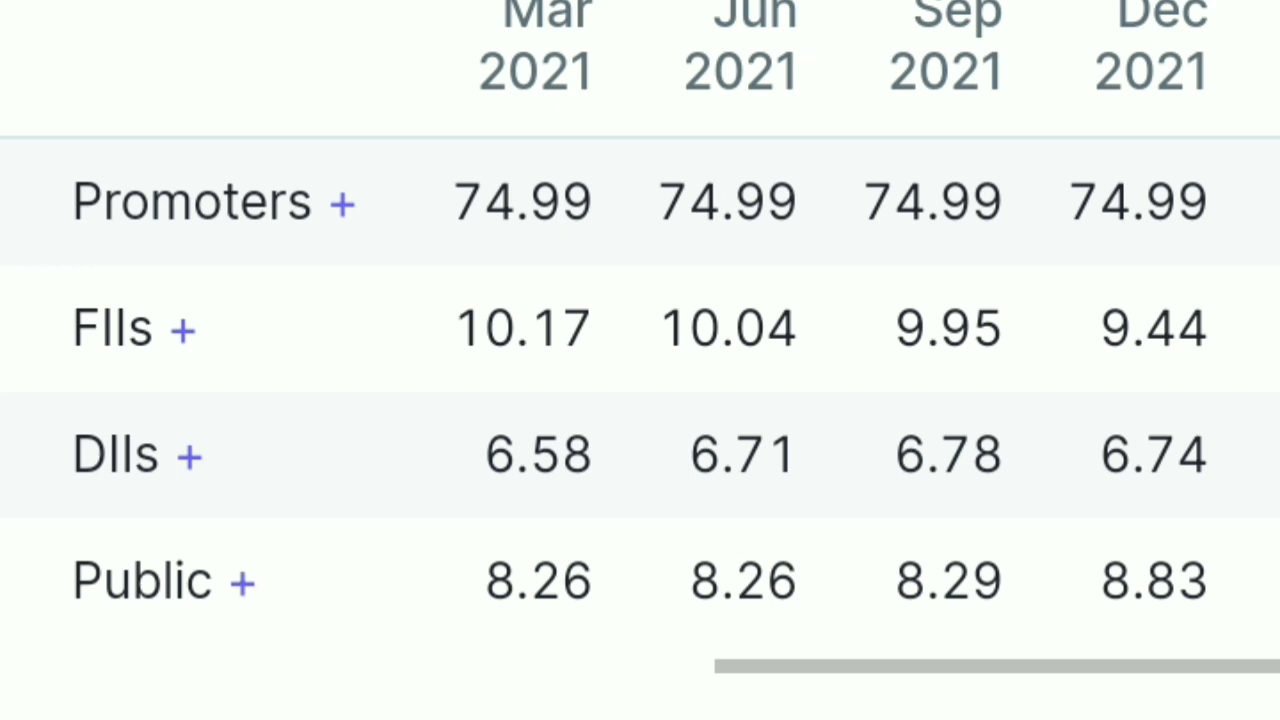 Mar Jun Sep Dec
2021 2021 2021 2021
Promoters + 74.99 74.99 74.99 74.99
FIIs + 10.17 10.04 9.95 9.44
DIIs + 6.58 6.71 6.78 6.74
Public + 8.26 8.26 8.29 8.83